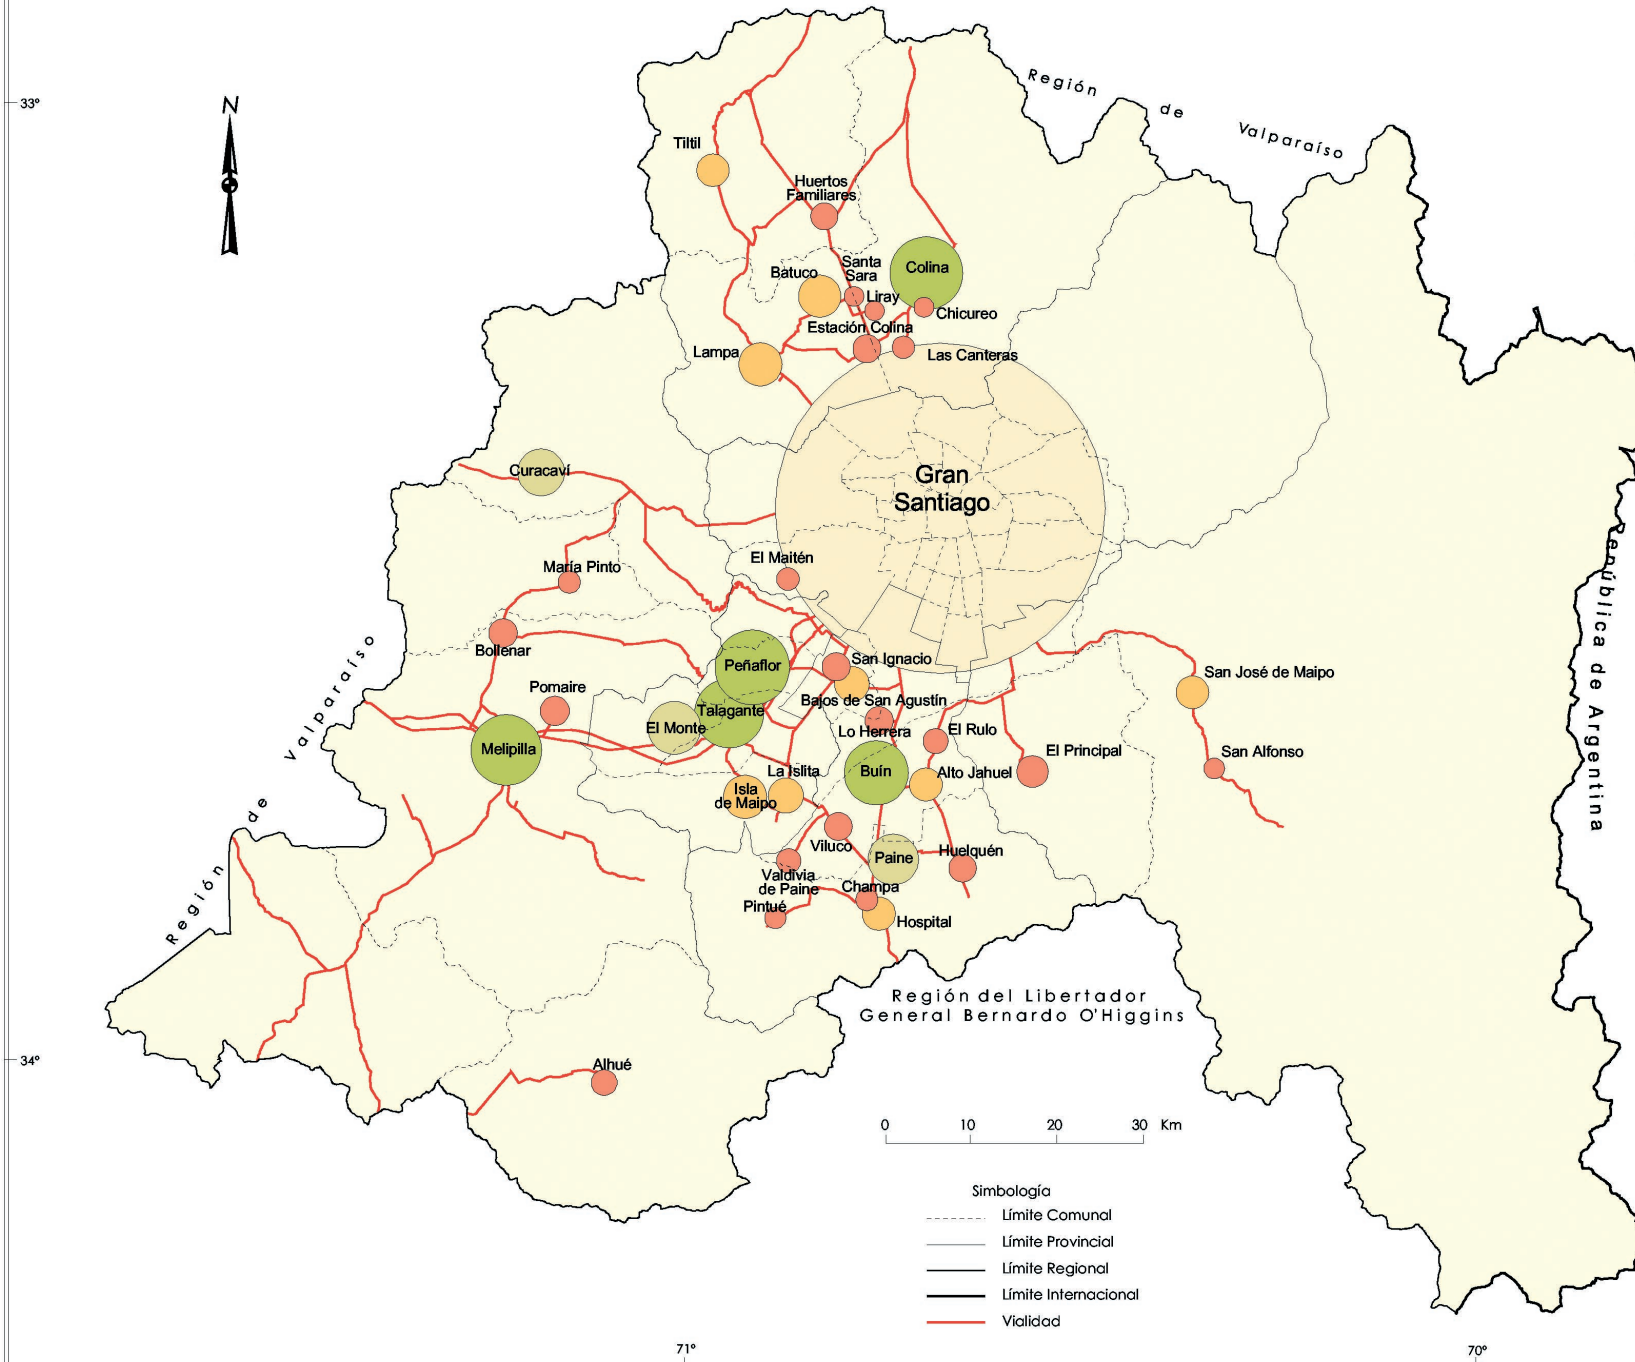 Región de Valparaíso
33°
N
Tiltil
Huertos
Familiares
Santa
Sara
Colina
Batuco
Liray
Chicureo
Estación Colina
Lampa
Las Canteras
Curacaví
Gran
Santiago
El Maitén
María Pinto
República de Argentina
Bollenar
San Ignacio
Peñaflor
San José de Maipo
Pomaire
Bajos de San Agustín
Talagante
El Monte
Lo Herrera
El Rulo
Melipilla
El Principal
San Alfonso
La Islita
Buín
Alto Jahuel
Isla
de Maipo
Región de Valparaíso
Viluco
Paine
Huelquén
Valdivia
de Paine
Champa
Pintué
Hospital
Región del Libertador
General Bernardo O'Higgins
34°
Alhué
0 10 20 30 Km
Simbología
Límite Comunal
Límite Provincial
Límite Regional
Límite Internacional
Vialidad
71° 70°